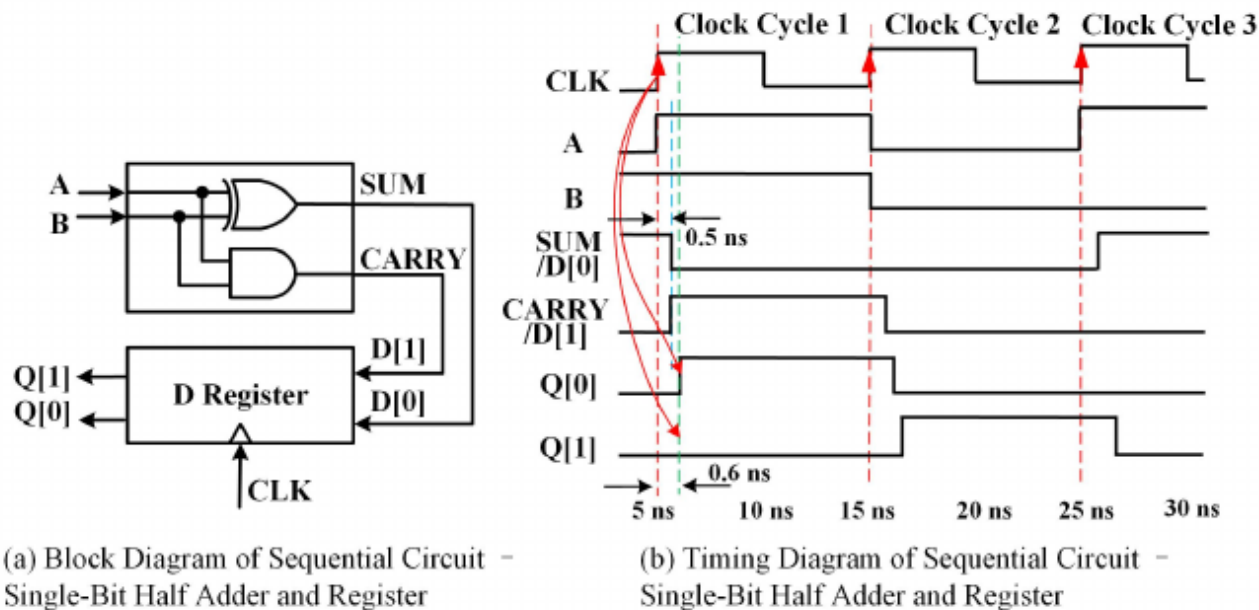 A
B
SUM
CARRY
Q[1]
Q[0]
D Register
D[1]
D[0]
CLK
(a) Block Diagram of Sequential Circuit –
Single-Bit Half Adder and Register
Clock Cycle 1 Clock Cycle 2 Clock Cycle 3
CLK
A
B
0.5 ns
SUM
/D[0]
CARRY
/D[1]
Q[0]
Q[1]
0.6 ns
5 ns 10 ns 15 ns 20 ns 25 ns 30 ns
(b) Timing Diagram of Sequential Circuit –
Single-Bit Half Adder and Register